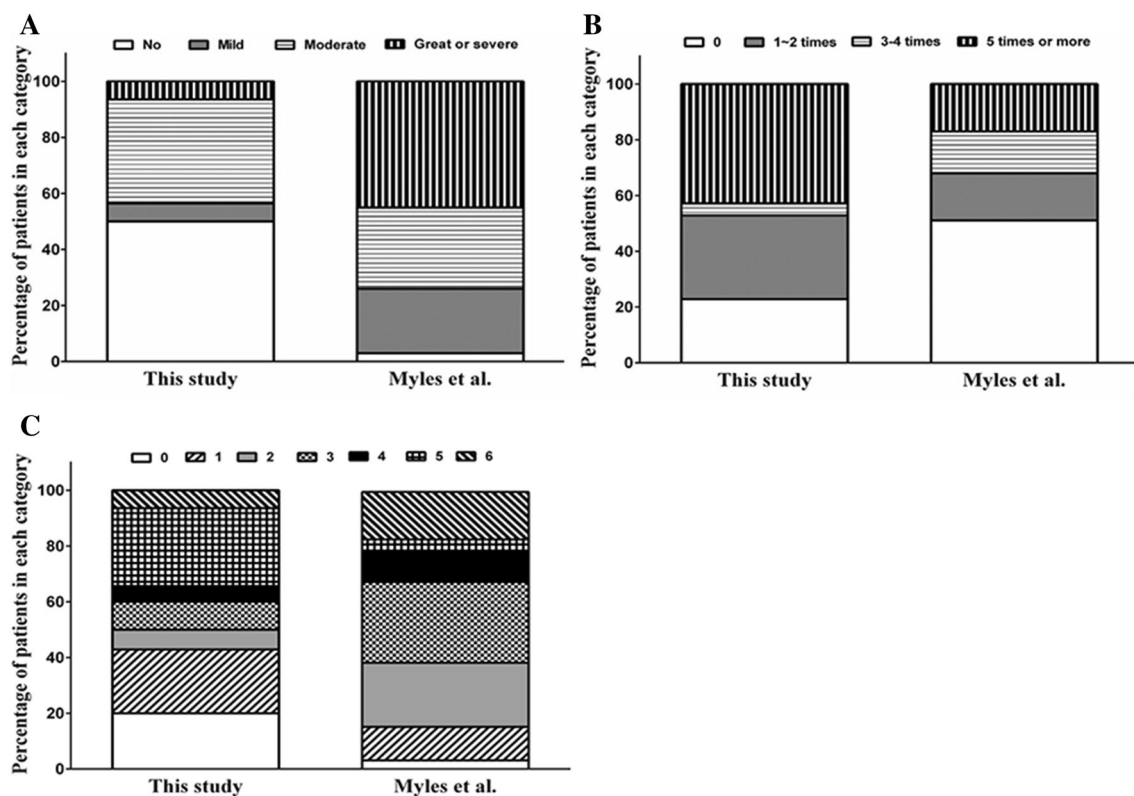 A
No Mild Moderate Great or severe
Percentage of patients in each category
100
80
60
40
20
0
This study Myles et al.
B
0 1~2 times 3-4 times 5 times or more
Percentage of patients in each category
100
80
60
40
20
0
This study Myles et al.
C
0 1 2 3 4 5 6
Percentage of patients in each category
100
80
60
40
20
0
This study Myles et al.